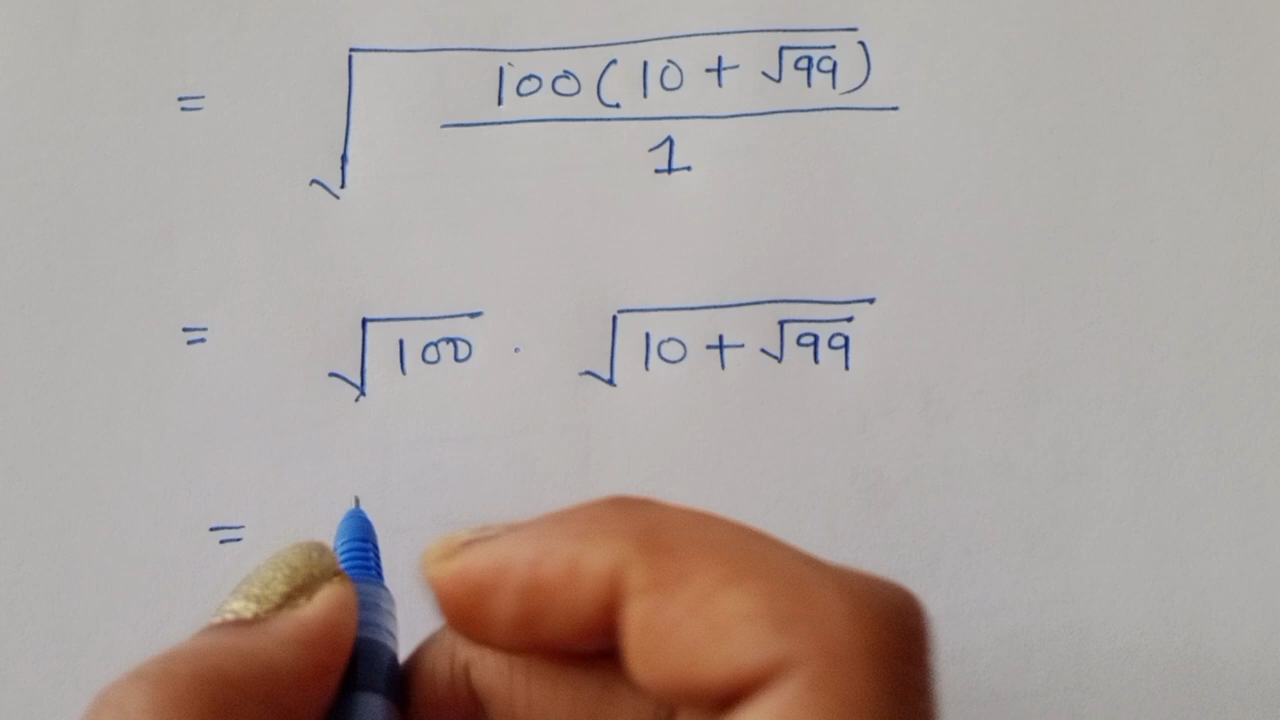 = √(100(10 + √99) / 1)
= √100 · √(10 + √99)
=